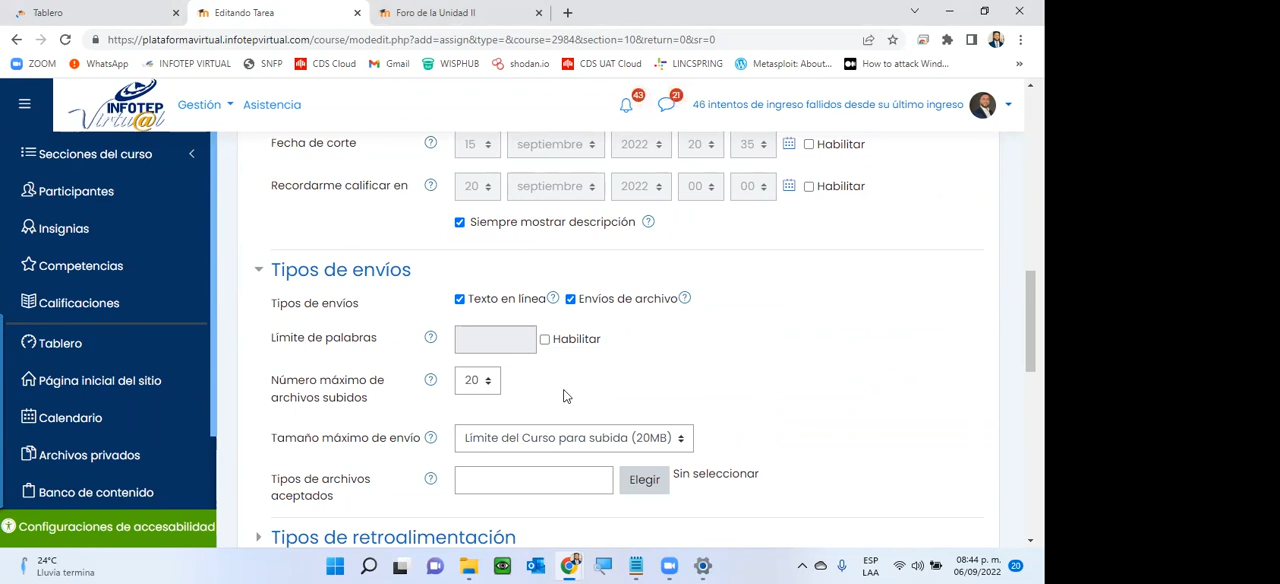 Tablero
Editando Tarea
Foro de la Unidad II
https://plataformavirtual.infotepvirtual.com/course/modedit.php?add=assign&type=&course=2984&section=10&return=0&sr=0
ZOOM WhatsApp INFOTEP VIRTUAL SNFP CDS Cloud Gmail WISPHUB shodan.io CDS UAT Cloud LINCSPRING Metasploit: About... How to attack Wind... »
INFOTEP
Virtu@l
Gestión Asistencia
43
21
46 intentos de ingreso fallidos desde su último ingreso
Secciones del curso
Participantes
Insignias
Competencias
Calificaciones
Tablero
Página inicial del sitio
Calendario
Archivos privados
Banco de contenido
Configuraciones de accesabilidad
Fecha de corte ? 15 septiembre 2022 20 35 Habilitar
Recordarme calificar en ? 20 septiembre 2022 00 00 Habilitar
Siempre mostrar descripción ?
Tipos de envíos
Tipos de envíos Texto en línea ? Envíos de archivo ?
Límite de palabras ? Habilitar
Número máximo de archivos subidos ? 20
Tamaño máximo de envío ? Límite del Curso para subida (20MB)
Tipos de archivos aceptados ? Elegir Sin seleccionar
Tipos de retroalimentación
24°C
Lluvia termina
ESP
LAA
08:44 p. m.
06/09/2022
20